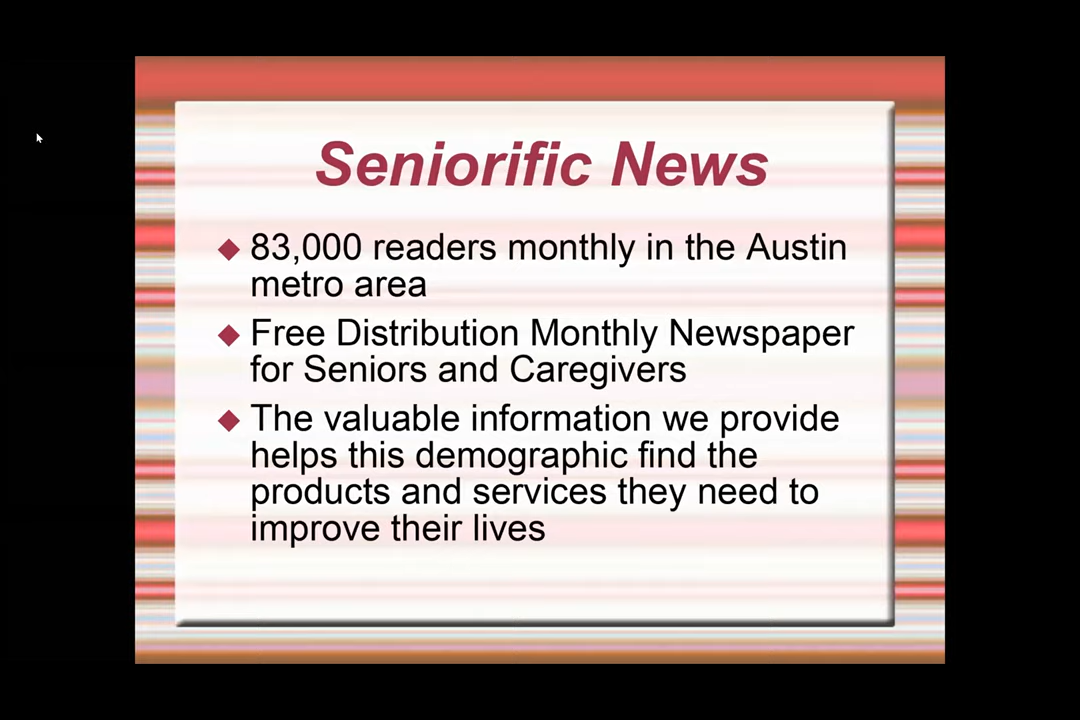 Seniorific News
83,000 readers monthly in the Austin
metro area
Free Distribution Monthly Newspaper
for Seniors and Caregivers
The valuable information we provide
helps this demographic find the
products and services they need to
improve their lives